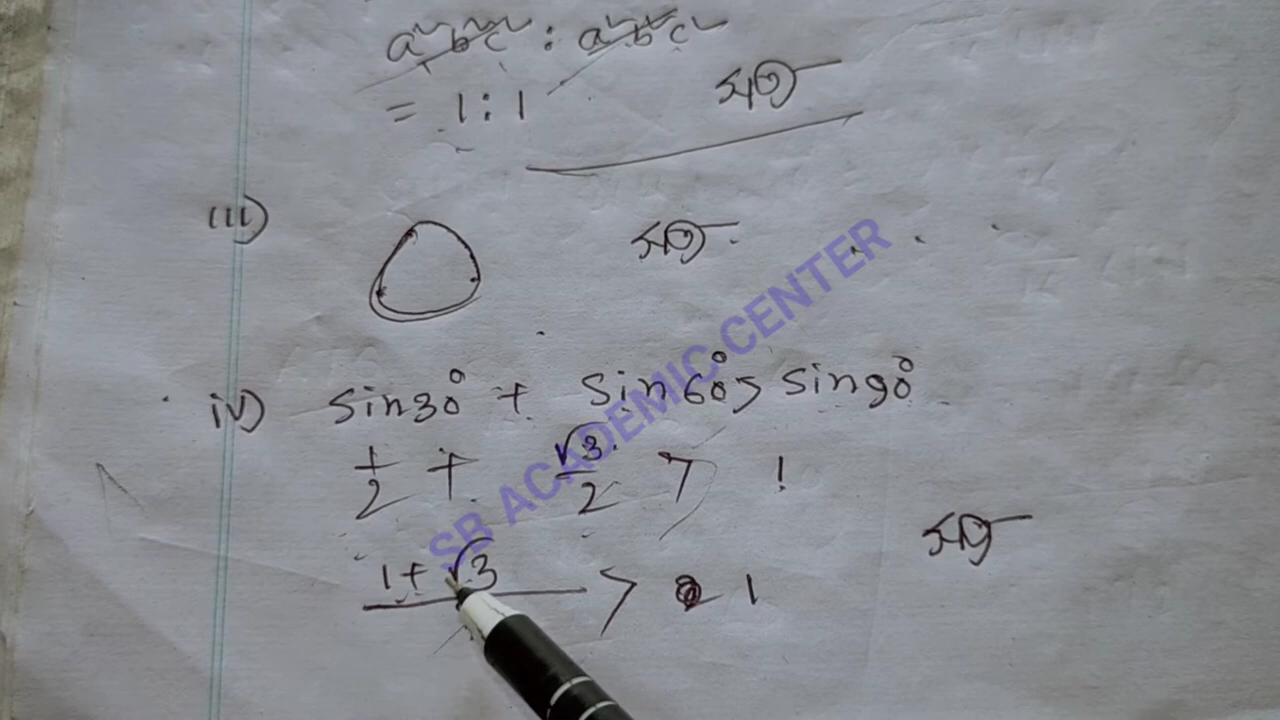 a²b²c² : a²b²c²
= 1:1 সত্য
iii) সত্য
iv) sin30° + sin60° > sin90°
1/2 + √3/2 > 1
সত্য
1+√3 > 1
SB ACADEMIC CENTER